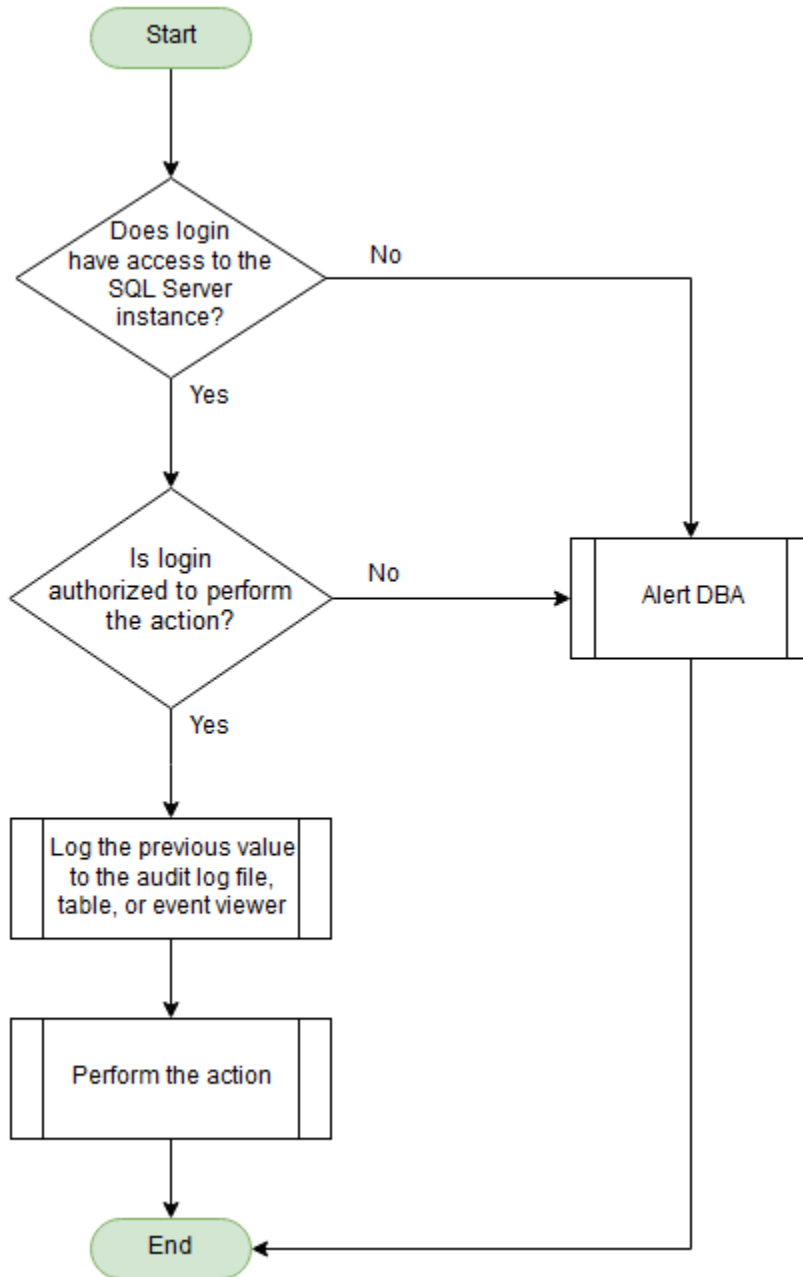 Start
Does login
have access to the
SQL Server
instance?
No
Yes
Is login
authorized to perform
the action?
No
Alert DBA
Yes
Log the previous value
to the audit log file,
table, or event viewer
Perform the action
End